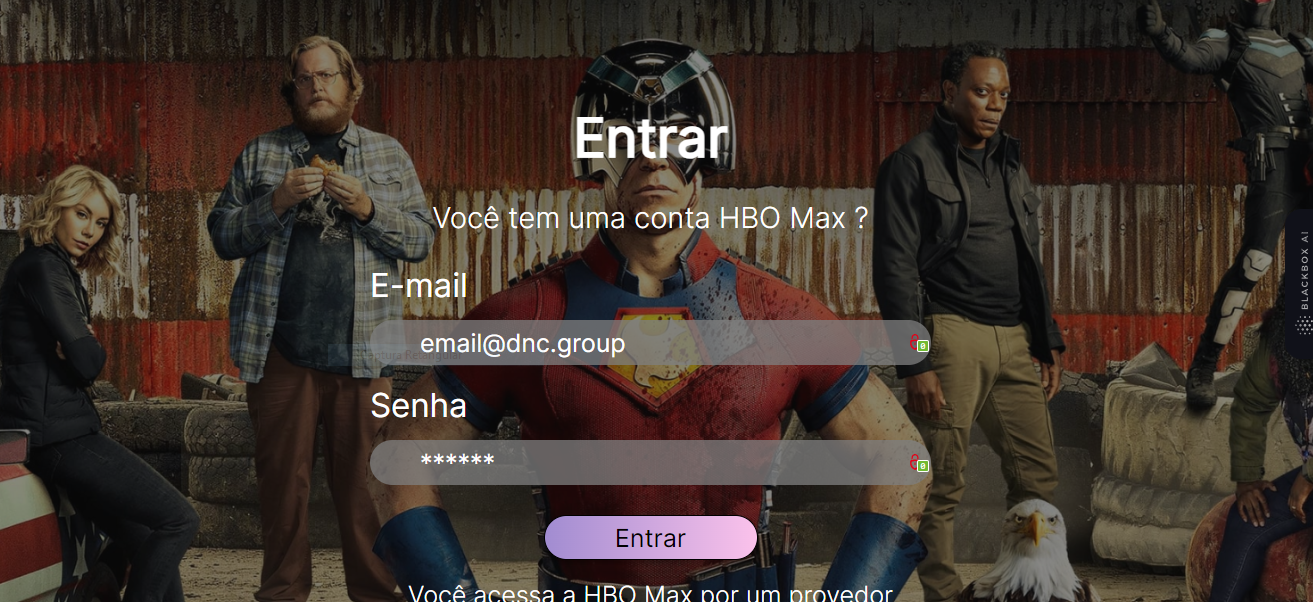 Entrar
Você tem uma conta HBO Max ?
E-mail
email@dnc.group
Senha
******
Entrar
Você acessa a HBO Max por um provedor
BLACKBOX AI